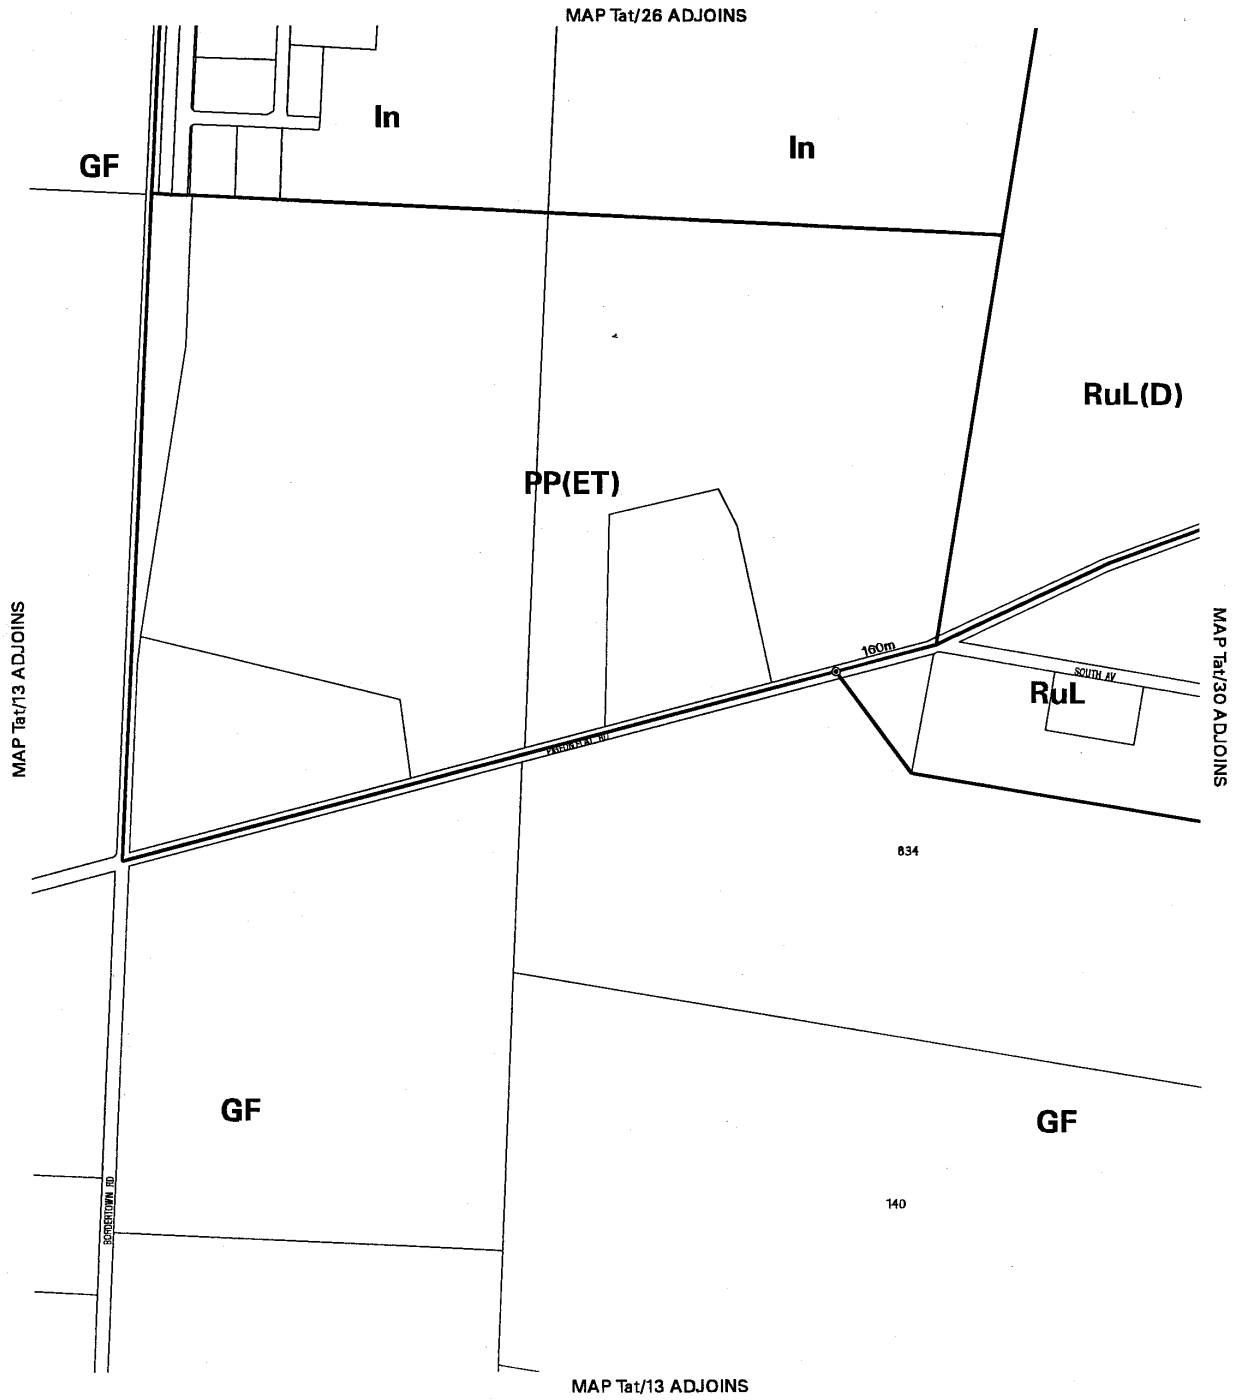 MAP Tat/26 ADJOINS
In
In
GF
RuL(D)
PP(ET)
MAP Tat/13 ADJOINS
MAP Tat/30 ADJOINS
160m
SOUTH AV
RuL
RD
834
GF
GF
BORDERTOWN RD
140
MAP Tat/13 ADJOINS